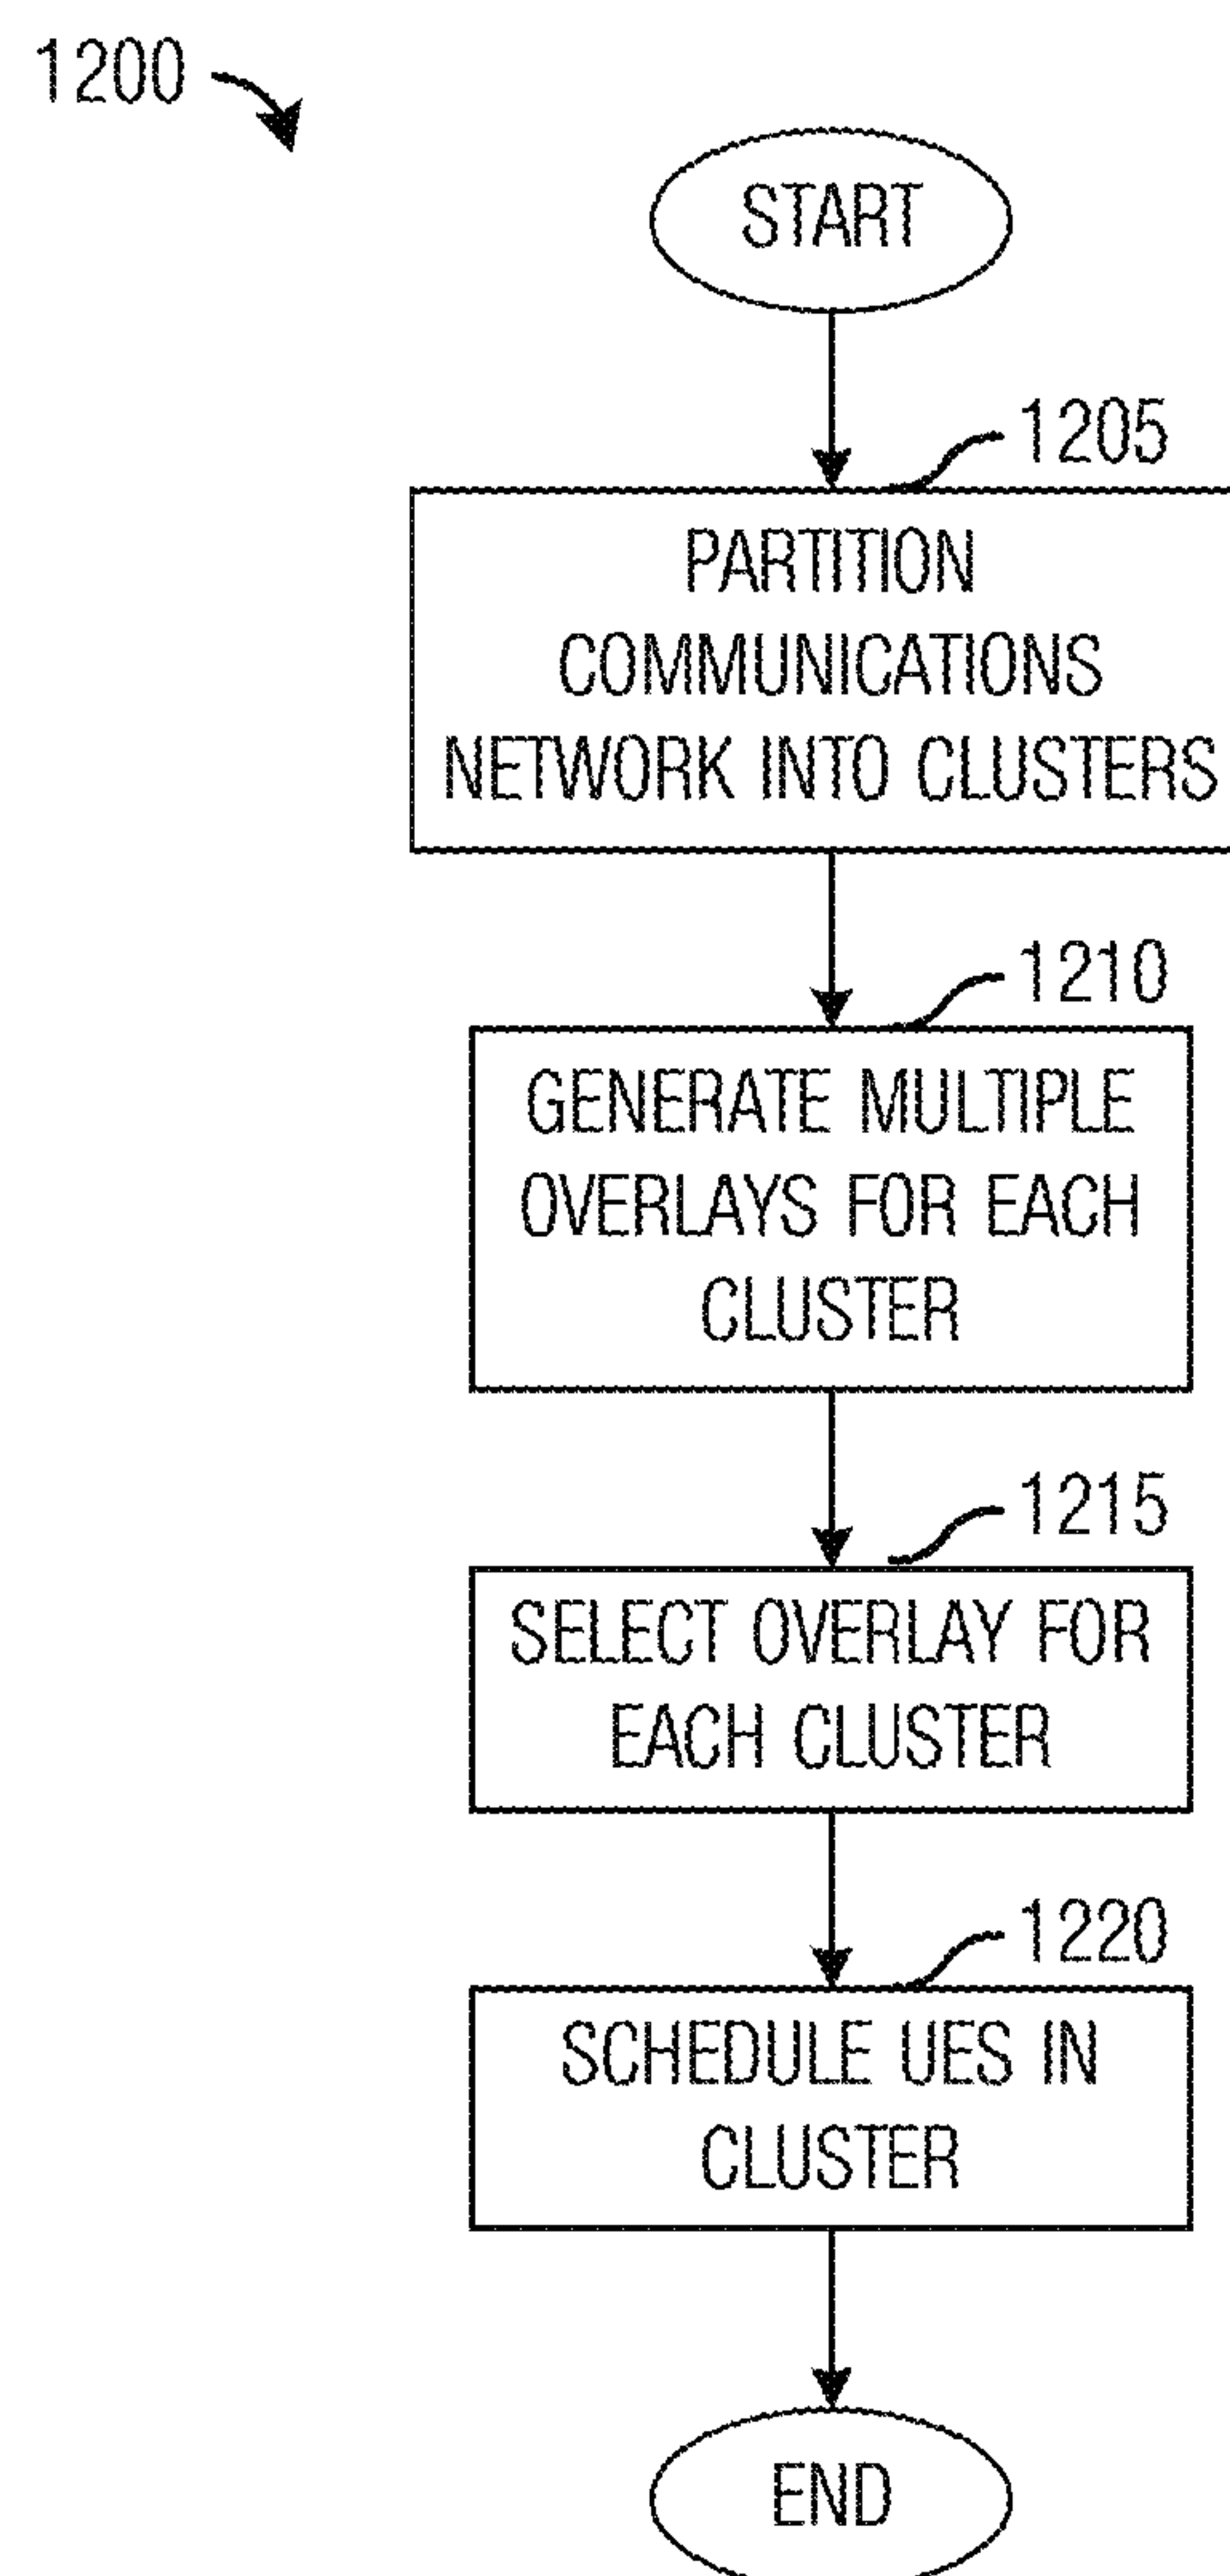 1200
START
1205
PARTITION
COMMUNICATIONS
NETWORK INTO CLUSTERS
1210
GENERATE MULTIPLE
OVERLAYS FOR EACH
CLUSTER
1215
SELECT OVERLAY FOR
EACH CLUSTER
1220
SCHEDULE UES IN
CLUSTER
END